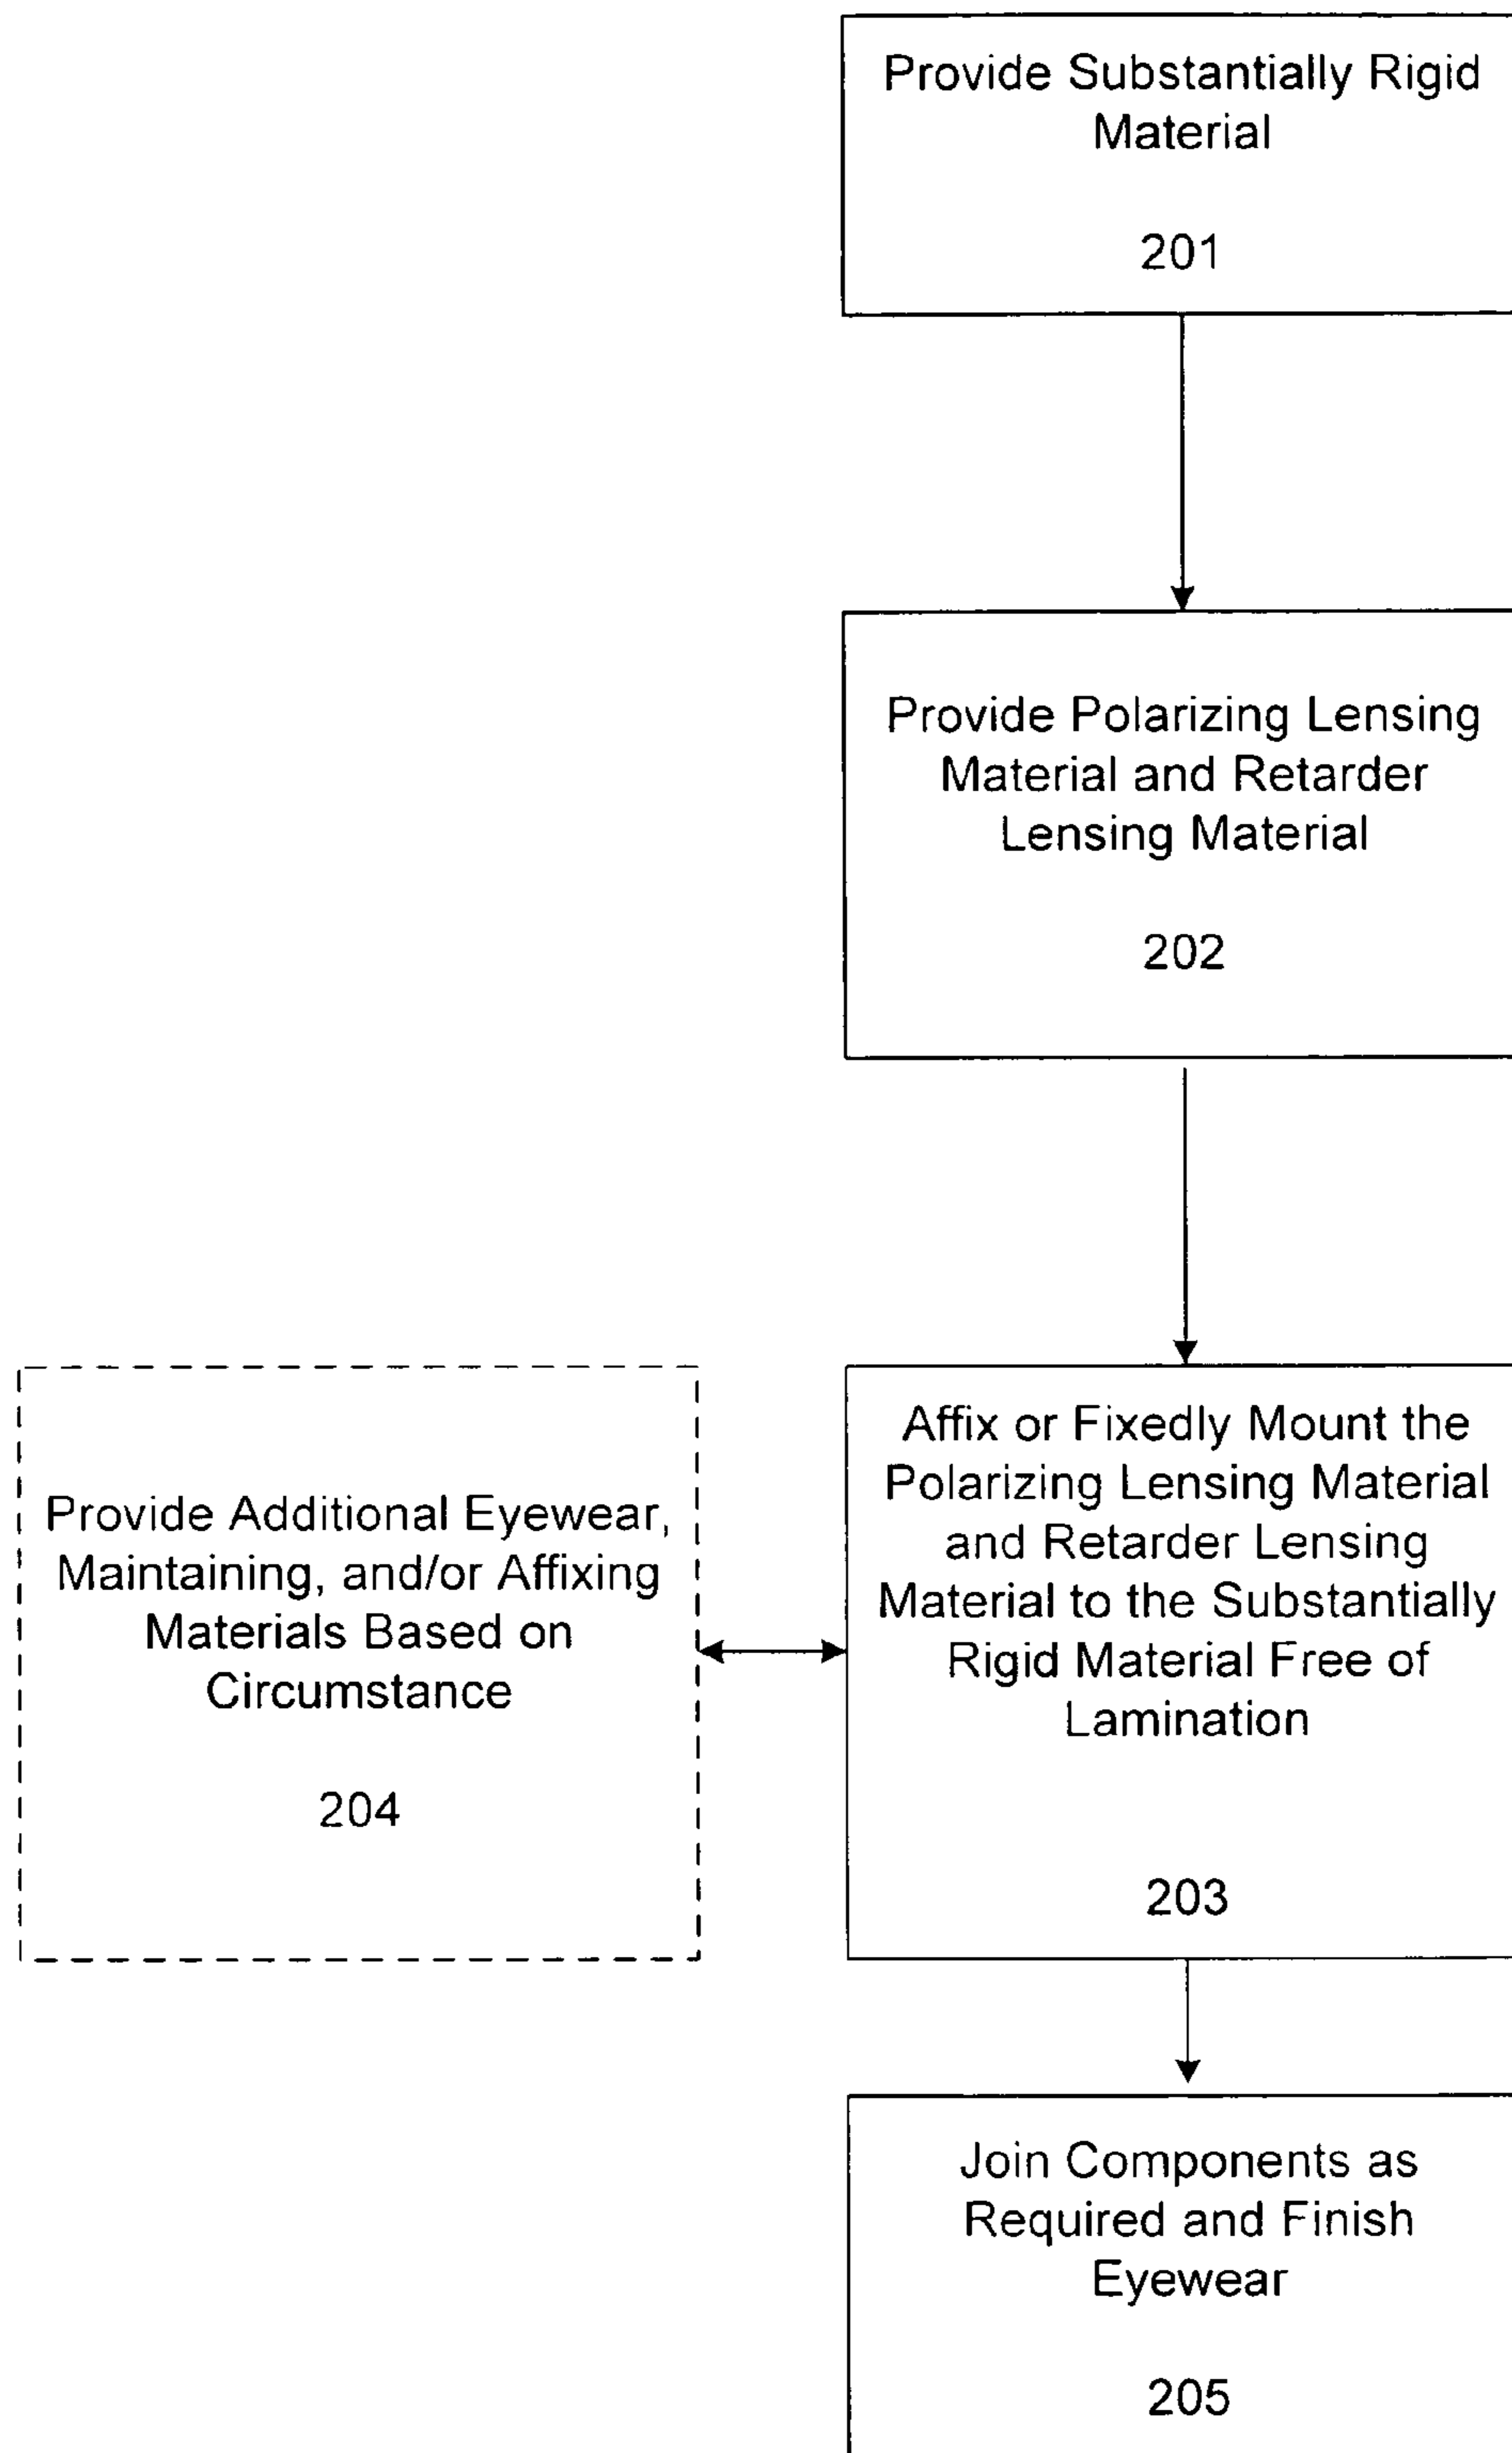 Provide Substantially Rigid
Material
201
Provide Polarizing Lensing
Material and Retarder
Lensing Material
202
Affix or Fixedly Mount the
Polarizing Lensing Material
and Retarder Lensing
Material to the Substantially
Rigid Material Free of
Lamination
203
Provide Additional Eyewear,
Maintaining, and/or Affixing
Materials Based on
Circumstance
204
Join Components as
Required and Finish
Eyewear
205